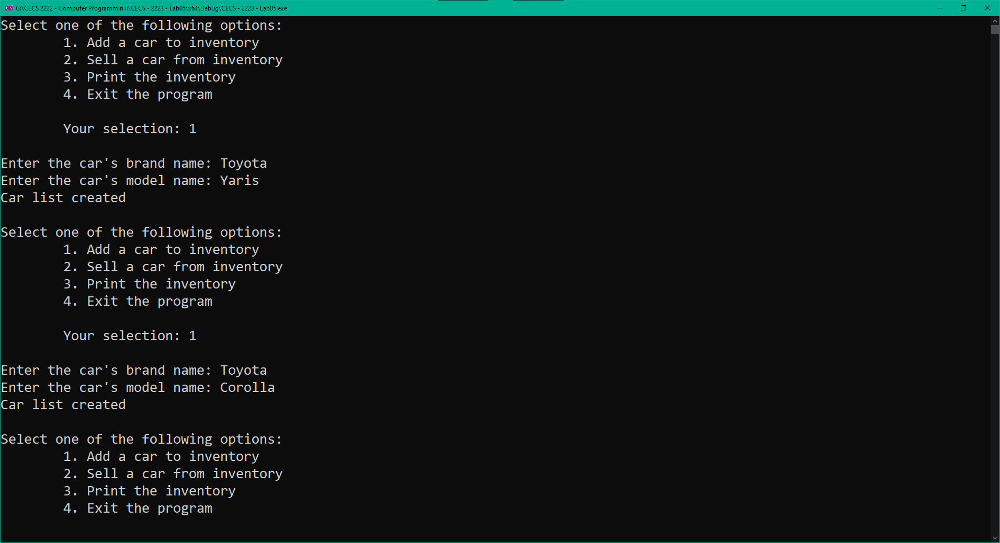 G:\CECS 2222 - Computer Programmin II\CECS - 2223 - Lab05\x64\Debug\CECS - 2223 - Lab05.exe
Select one of the following options:
1. Add a car to inventory
2. Sell a car from inventory
3. Print the inventory
4. Exit the program
Your selection: 1
Enter the car's brand name: Toyota
Enter the car's model name: Yaris
Car list created
Select one of the following options:
1. Add a car to inventory
2. Sell a car from inventory
3. Print the inventory
4. Exit the program
Your selection: 1
Enter the car's brand name: Toyota
Enter the car's model name: Corolla
Car list created
Select one of the following options:
1. Add a car to inventory
2. Sell a car from inventory
3. Print the inventory
4. Exit the program